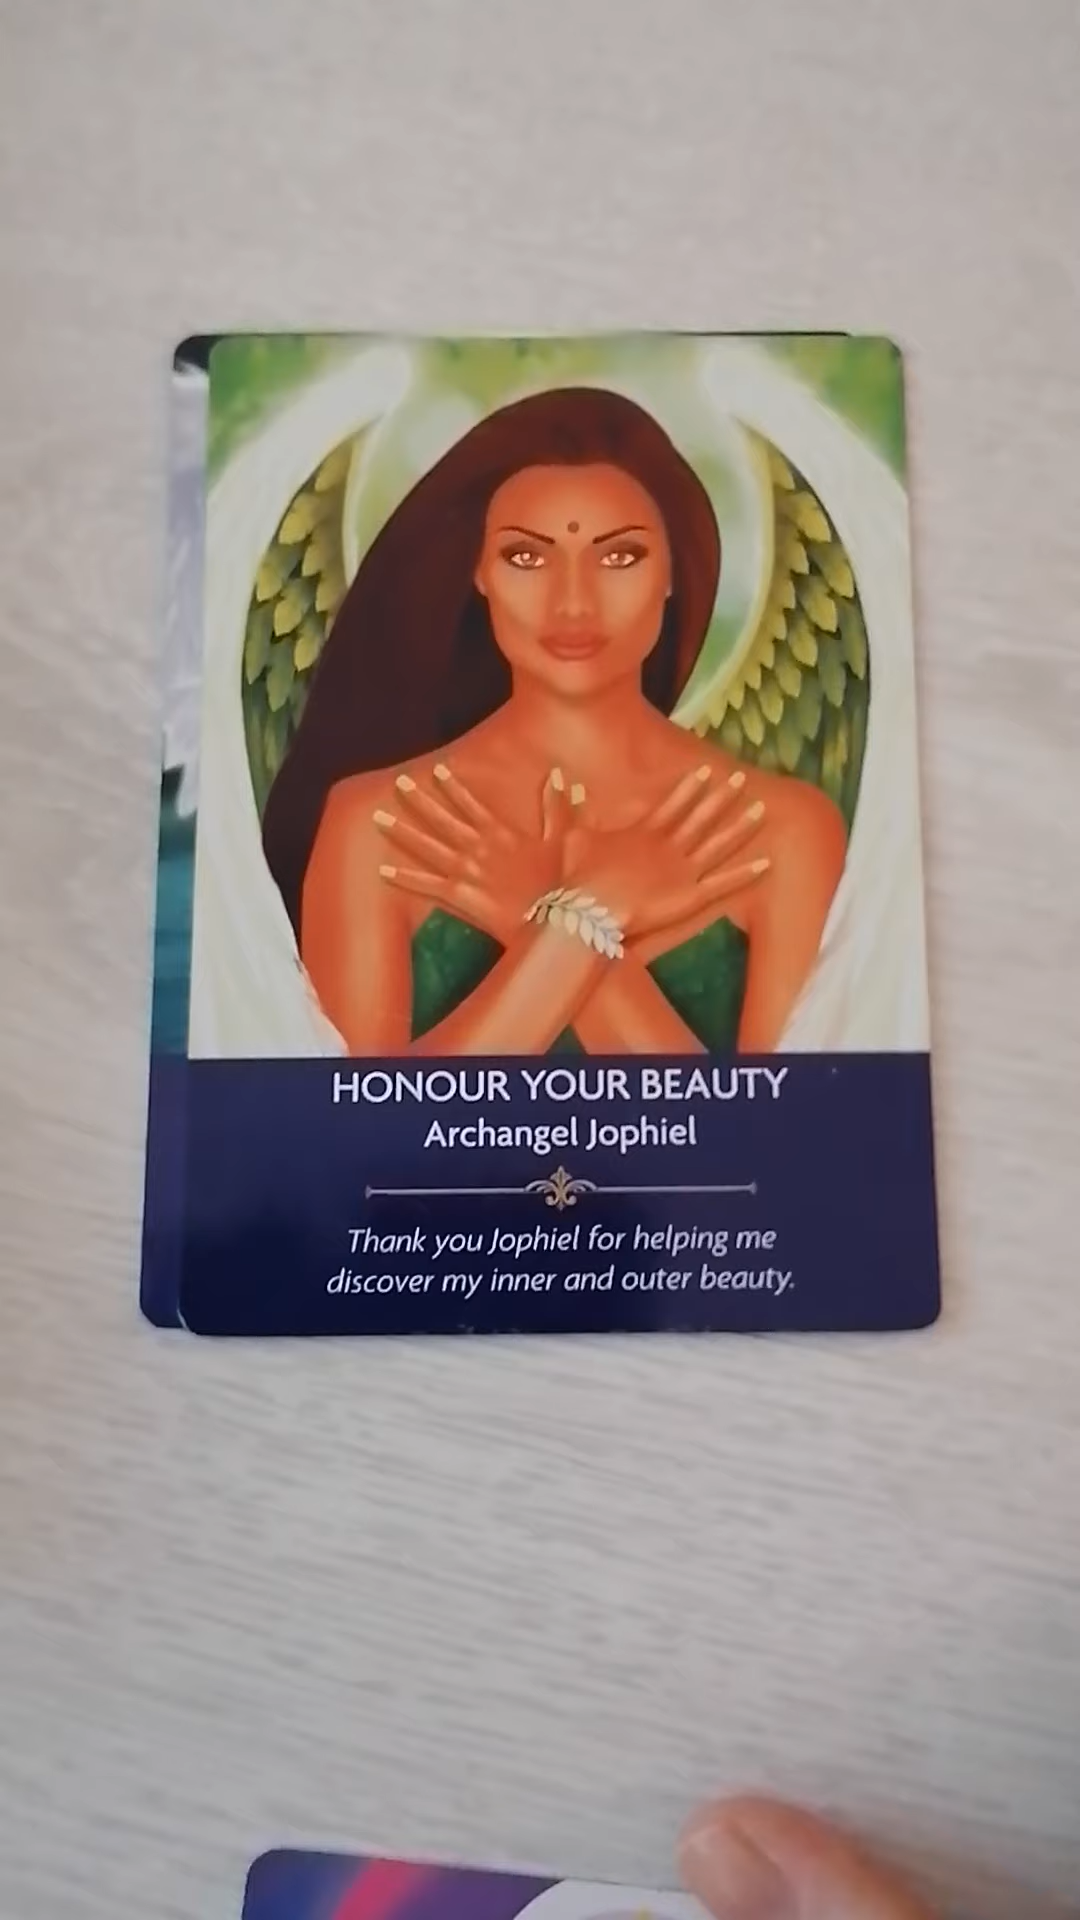 HONOUR YOUR BEAUTY
Archangel Jophiel
Thank you Jophiel for helping me
discover my inner and outer beauty.